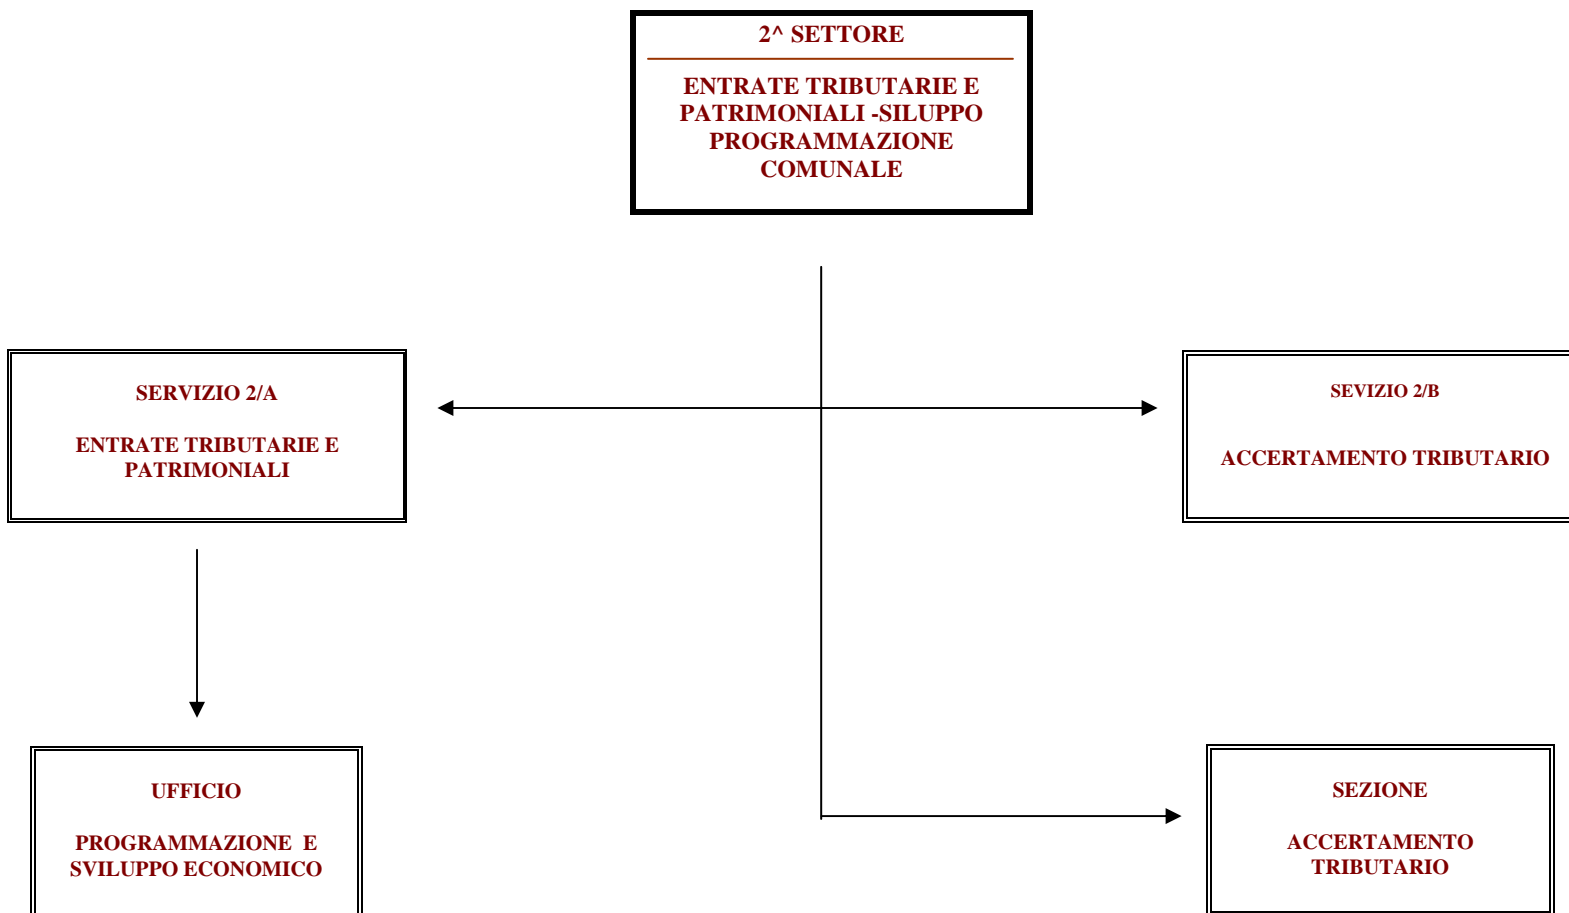 2^ SETTORE
ENTRATE TRIBUTARIE E
PATRIMONIALI -SILUPPO
PROGRAMMAZIONE
COMUNALE
SERVIZIO 2/A
ENTRATE TRIBUTARIE E
PATRIMONIALI
SEVIZIO 2/B
ACCERTAMENTO TRIBUTARIO
UFFICIO
PROGRAMMAZIONE E
SVILUPPO ECONOMICO
SEZIONE
ACCERTAMENTO
TRIBUTARIO